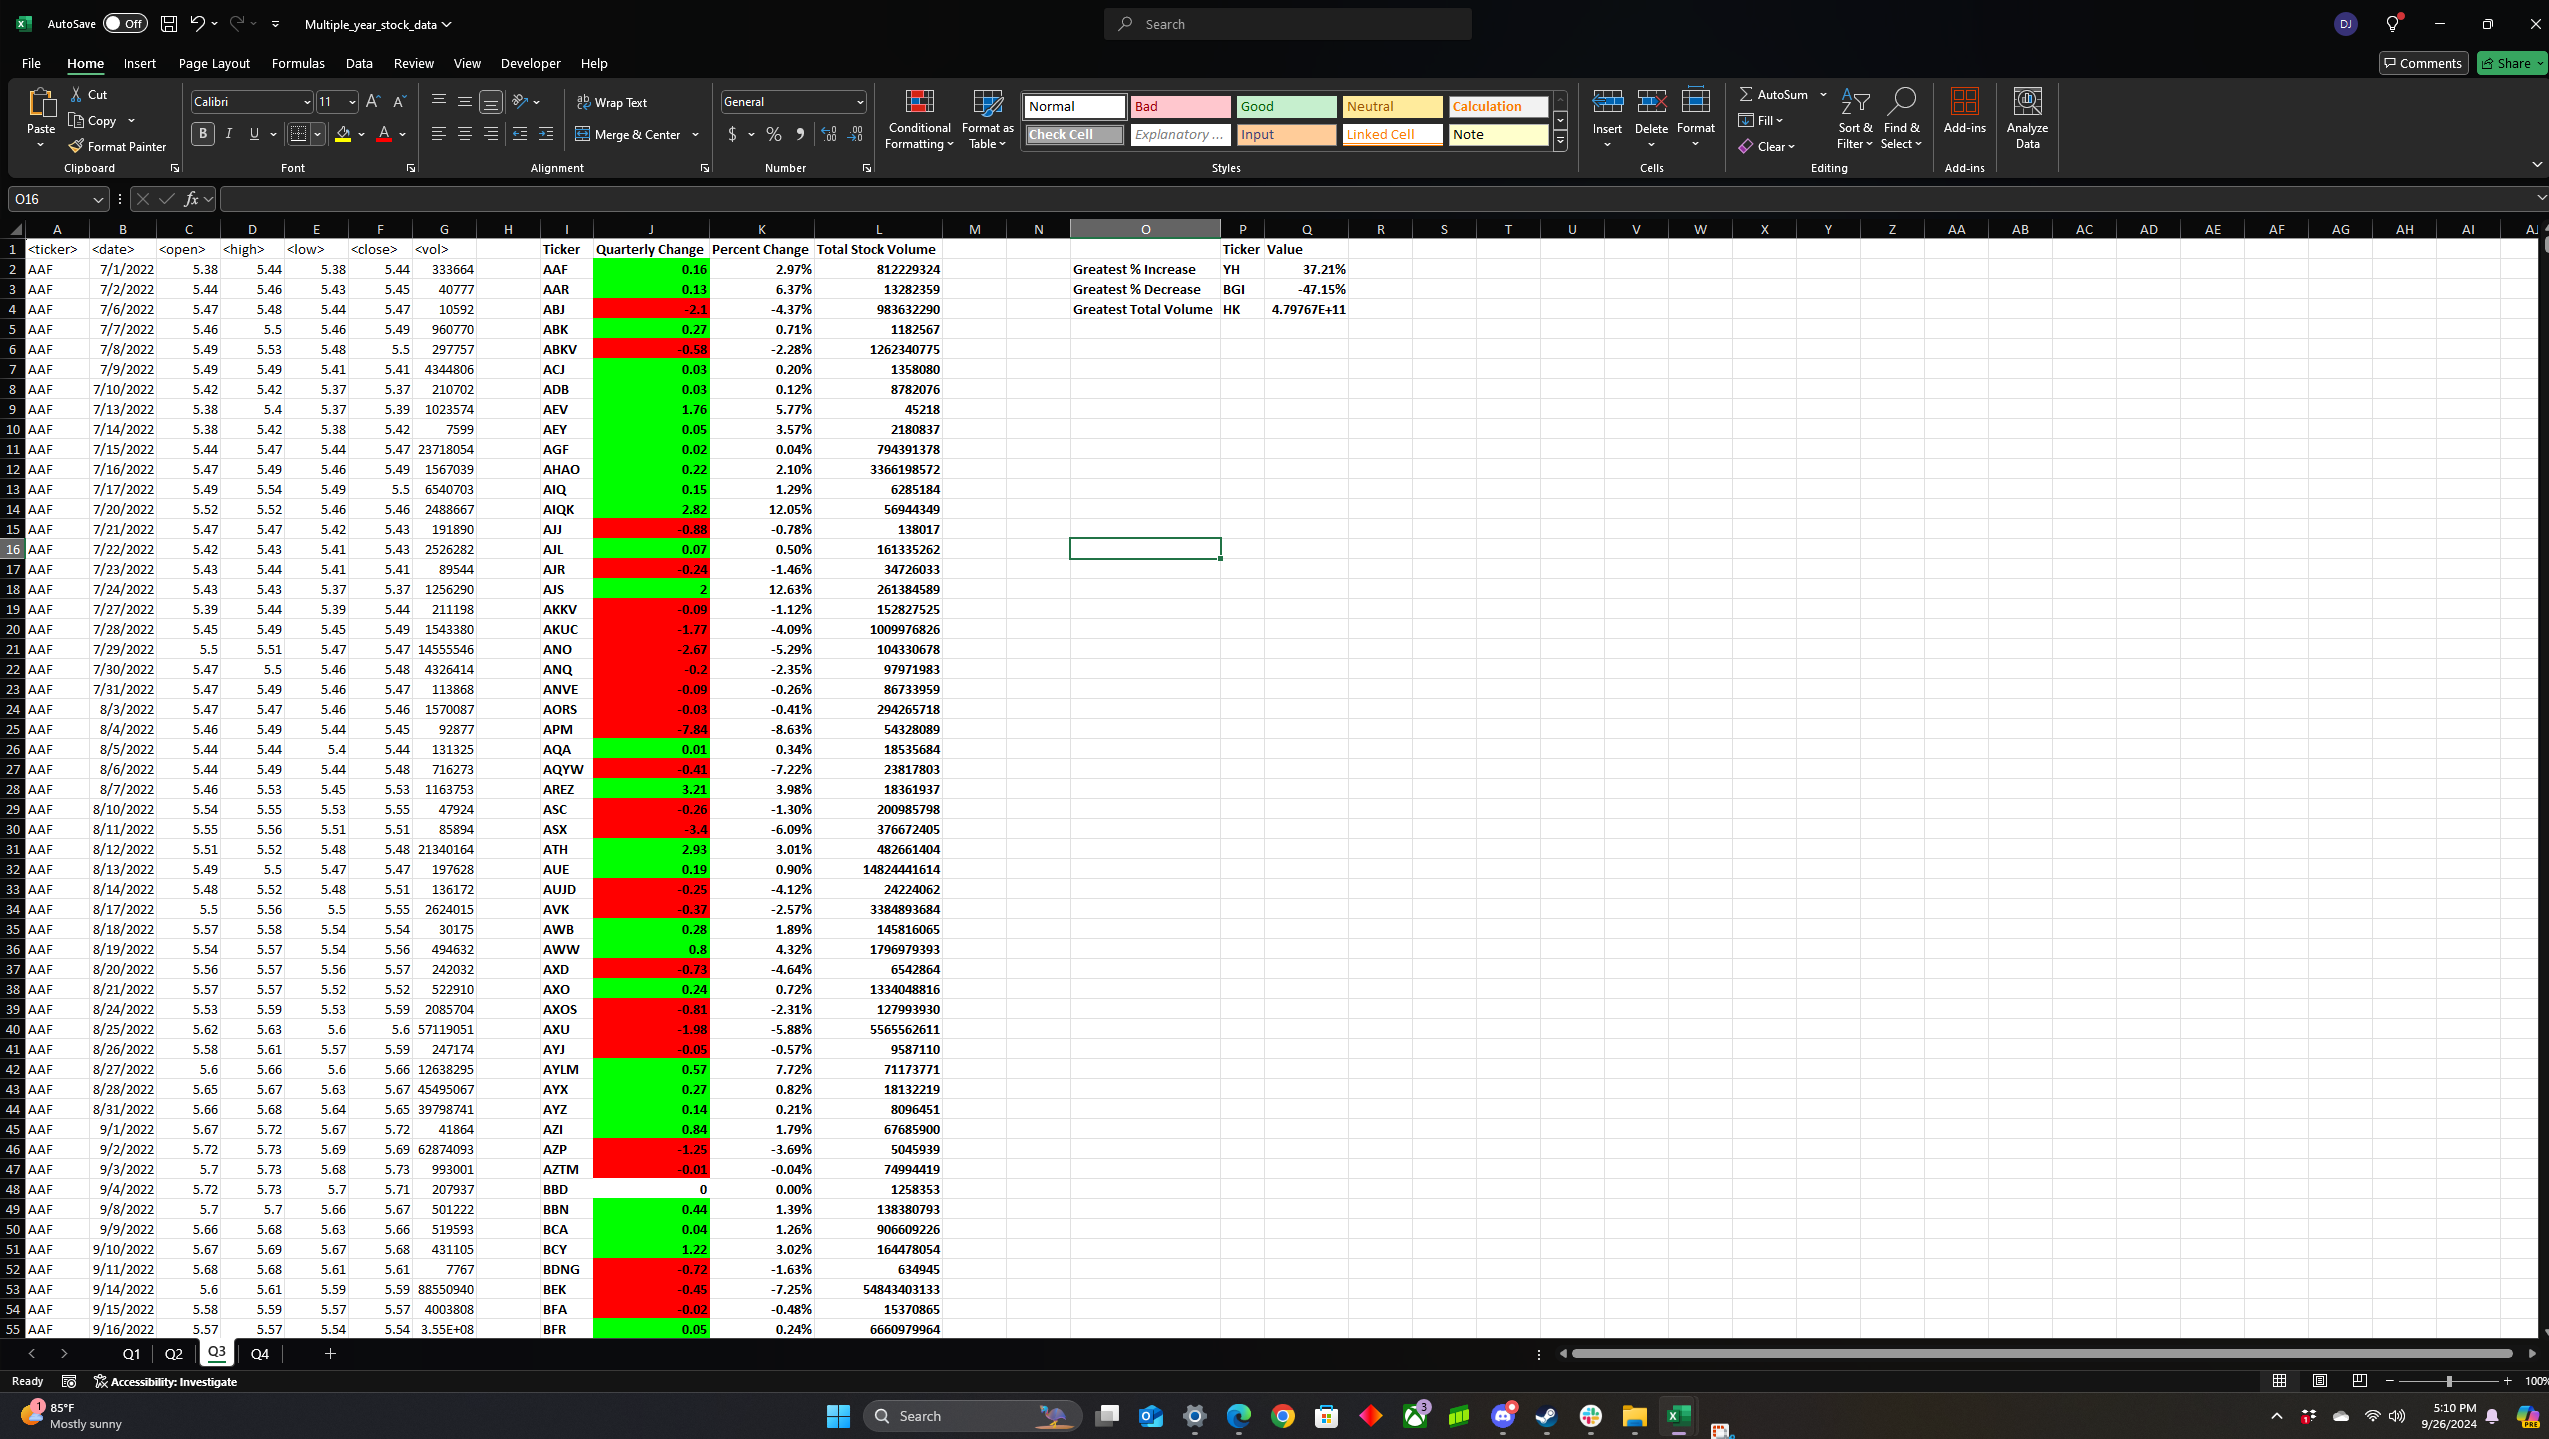 AutoSave Off Multiple_year_stock_data Search DJ
File Home Insert Page Layout Formulas Data Review View Developer Help Comments Share
Paste Cut Copy Format Painter Clipboard
Calibri 11 B I U A Font
Wrap Text Merge & Center Alignment
General $ % Number
Conditional Formatting Format as Table
Normal Bad Good Neutral Calculation
Check Cell Explanatory ... Input Linked Cell Note
Styles
Insert Delete Format Cells
AutoSum Fill Clear Sort & Filter Find & Select Editing
Add-ins Add-ins
Analyze Data
O16 fx
A B C D E F G H I J K L M N O P Q R S T U V W X Y Z AA AB AC AD AE AF AG AH AI AJ
1 <ticker> <date> <open> <high> <low> <close> <vol> Ticker Quarterly Change Percent Change Total Stock Volume Ticker Value
2 AAF 7/1/2022 5.38 5.44 5.38 5.44 333664 AAF 0.16 2.97% 812229324 Greatest % Increase YH 37.21%
3 AAF 7/2/2022 5.44 5.46 5.43 5.45 40777 AAR 0.13 6.37% 13282359 Greatest % Decrease BGI -47.15%
4 AAF 7/6/2022 5.47 5.48 5.44 5.47 10592 ABJ -2.1 -4.37% 983632290 Greatest Total Volume HK 4.79767E+11
5 AAF 7/7/2022 5.46 5.5 5.46 5.49 960770 ABK 0.27 0.71% 1182567
6 AAF 7/8/2022 5.49 5.53 5.48 5.5 297757 ABKV -0.58 -2.28% 1262340775
7 AAF 7/9/2022 5.49 5.49 5.41 5.41 4344806 ACJ 0.03 0.20% 1358080
8 AAF 7/10/2022 5.42 5.42 5.37 5.37 210702 ADB 0.03 0.12% 8782076
9 AAF 7/13/2022 5.38 5.4 5.37 5.39 1023574 AEV 1.76 5.77% 45218
10 AAF 7/14/2022 5.38 5.42 5.38 5.42 7599 AEY 0.05 3.57% 2180837
11 AAF 7/15/2022 5.44 5.47 5.44 5.47 23718054 AGF 0.02 0.04% 794391378
12 AAF 7/16/2022 5.47 5.49 5.46 5.49 1567039 AHAO 0.22 2.10% 3366198572
13 AAF 7/17/2022 5.49 5.54 5.49 5.5 6540703 AIQ 0.15 1.29% 6285184
14 AAF 7/20/2022 5.52 5.52 5.46 5.46 2488667 AIQK 2.82 12.05% 56944349
15 AAF 7/21/2022 5.47 5.47 5.42 5.43 191890 AJJ -0.88 -0.78% 138017
16 AAF 7/22/2022 5.42 5.43 5.41 5.43 2526282 AJL 0.07 0.50% 161335262
17 AAF 7/23/2022 5.43 5.44 5.41 5.41 89544 AJR -0.24 -1.46% 34726033
18 AAF 7/24/2022 5.43 5.43 5.37 5.37 1256290 AJS 2 12.63% 261384589
19 AAF 7/27/2022 5.39 5.44 5.39 5.44 211198 AKKV -0.09 -1.12% 152827525
20 AAF 7/28/2022 5.45 5.49 5.45 5.49 1543380 AKUC -1.77 -4.09% 1009976826
21 AAF 7/29/2022 5.5 5.51 5.47 5.47 14555546 ANO -2.67 -5.29% 104330678
22 AAF 7/30/2022 5.47 5.5 5.46 5.48 4326414 ANQ -0.2 -2.35% 97971983
23 AAF 7/31/2022 5.47 5.49 5.46 5.47 113868 ANVE -0.09 -0.26% 86733959
24 AAF 8/3/2022 5.47 5.47 5.46 5.46 1570087 AORS -0.03 -0.41% 294265718
25 AAF 8/4/2022 5.46 5.49 5.44 5.45 92877 APM -7.84 -8.63% 54328089
26 AAF 8/5/2022 5.44 5.44 5.4 5.44 131325 AQA 0.01 0.34% 18535684
27 AAF 8/6/2022 5.44 5.49 5.44 5.48 716273 AQYW -0.41 -7.22% 23817803
28 AAF 8/7/2022 5.46 5.53 5.45 5.53 1163753 AREZ 3.21 3.98% 18361937
29 AAF 8/10/2022 5.54 5.55 5.53 5.55 47924 ASC -0.26 -1.30% 200985798
30 AAF 8/11/2022 5.55 5.56 5.51 5.51 85894 ASX -3.4 -6.09% 376672405
31 AAF 8/12/2022 5.51 5.52 5.48 5.48 21340164 ATH 2.93 3.01% 482661404
32 AAF 8/13/2022 5.49 5.5 5.47 5.47 197628 AUE 0.19 0.90% 14824441614
33 AAF 8/14/2022 5.48 5.52 5.48 5.51 136172 AUJD -0.25 -4.12% 24224062
34 AAF 8/17/2022 5.5 5.56 5.5 5.55 2624015 AVK -0.37 -2.57% 3384893684
35 AAF 8/18/2022 5.57 5.58 5.54 5.54 30175 AWB 0.28 1.89% 145816065
36 AAF 8/19/2022 5.54 5.57 5.54 5.56 494632 AWW 0.8 4.32% 1796979393
37 AAF 8/20/2022 5.56 5.57 5.56 5.57 242032 AXD -0.73 -4.64% 6542864
38 AAF 8/21/2022 5.57 5.57 5.52 5.52 522910 AXO 0.24 0.72% 1334048816
39 AAF 8/24/2022 5.53 5.59 5.53 5.59 2085704 AXOS -0.81 -2.31% 127993930
40 AAF 8/25/2022 5.62 5.63 5.6 5.6 57119051 AXU -1.98 -5.88% 5565562611
41 AAF 8/26/2022 5.58 5.61 5.57 5.59 247174 AYJ -0.05 -0.57% 9587110
42 AAF 8/27/2022 5.6 5.66 5.6 5.66 12638295 AYLM 0.57 7.72% 71173771
43 AAF 8/28/2022 5.65 5.67 5.63 5.67 45495067 AYX 0.27 0.82% 18132219
44 AAF 8/31/2022 5.66 5.68 5.64 5.65 39798741 AYZ 0.14 0.21% 8096451
45 AAF 9/1/2022 5.67 5.72 5.67 5.72 41864 AZI 0.84 1.79% 67685900
46 AAF 9/2/2022 5.72 5.73 5.69 5.69 62874093 AZP -1.25 -3.69% 5045939
47 AAF 9/3/2022 5.7 5.73 5.68 5.73 993001 AZTM -0.01 -0.04% 74994419
48 AAF 9/4/2022 5.72 5.73 5.7 5.71 207937 BBD 0 0.00% 1258353
49 AAF 9/8/2022 5.7 5.7 5.66 5.67 501222 BBN 0.44 1.39% 138380793
50 AAF 9/9/2022 5.66 5.68 5.63 5.66 519593 BCA 0.04 1.26% 906609226
51 AAF 9/10/2022 5.67 5.69 5.67 5.68 431105 BCY 1.22 3.02% 164478054
52 AAF 9/11/2022 5.68 5.68 5.61 5.61 7767 BDNG -0.72 -1.63% 634945
53 AAF 9/14/2022 5.6 5.61 5.59 5.59 88550940 BEK -0.45 -7.25% 54843403133
54 AAF 9/15/2022 5.58 5.59 5.57 5.57 4003808 BFA -0.02 -0.48% 15370865
55 AAF 9/16/2022 5.57 5.57 5.54 5.54 3.55E+08 BFR 0.05 0.24% 6660979964
Q1 Q2 Q3 Q4 +
Ready Accessibility: Investigate 100%
1 85°F
Mostly sunny
Search 3
5:10 PM
9/26/2024